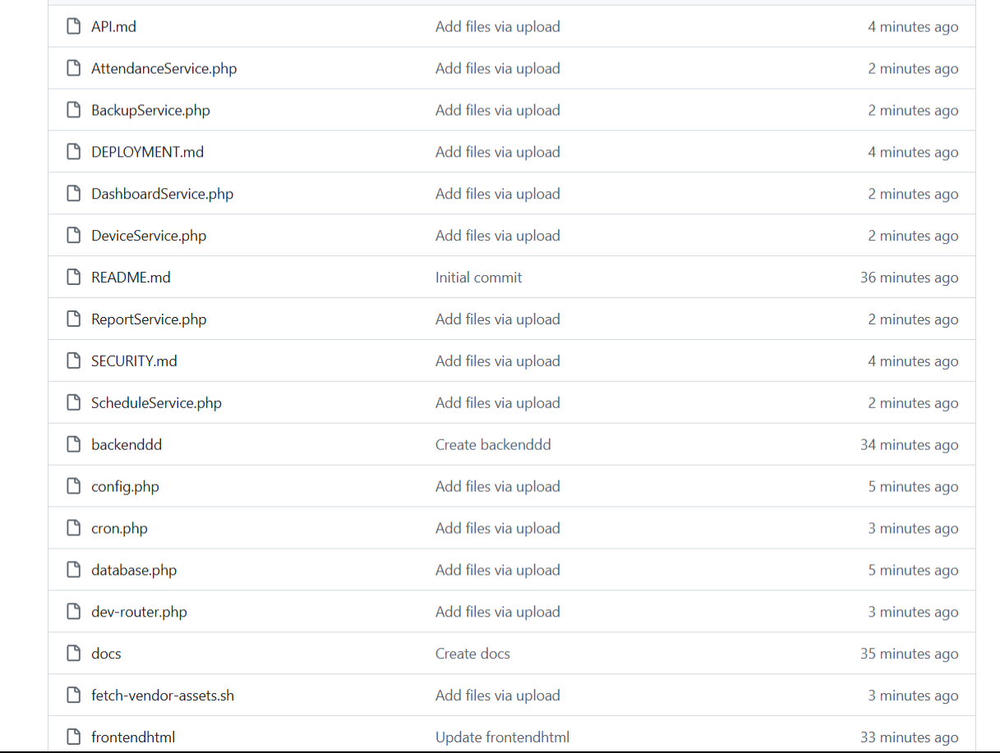 API.md Add files via upload 4 minutes ago
AttendanceService.php Add files via upload 2 minutes ago
BackupService.php Add files via upload 2 minutes ago
DEPLOYMENT.md Add files via upload 4 minutes ago
DashboardService.php Add files via upload 2 minutes ago
DeviceService.php Add files via upload 2 minutes ago
README.md Initial commit 36 minutes ago
ReportService.php Add files via upload 2 minutes ago
SECURITY.md Add files via upload 4 minutes ago
ScheduleService.php Add files via upload 2 minutes ago
backenddd Create backenddd 34 minutes ago
config.php Add files via upload 5 minutes ago
cron.php Add files via upload 3 minutes ago
database.php Add files via upload 5 minutes ago
dev-router.php Add files via upload 3 minutes ago
docs Create docs 35 minutes ago
fetch-vendor-assets.sh Add files via upload 3 minutes ago
frontendhtml Update frontendhtml 33 minutes ago